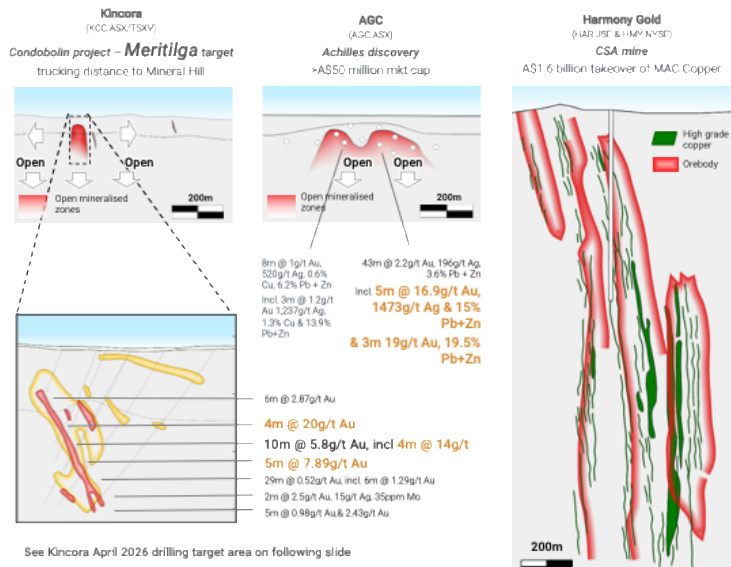 Kincora
(KCC.ASX/TSXV)
Condobolin project – Meritilga target
trucking distance to Mineral Hill
Open
Open
Open mineralised
zones
200m
AGC
(AGC.ASX)
Achilles discovery
>A$50 million mkt cap
Open
Open
Open mineralised
zones
200m
8m @ 1g/t Au,
520g/t Ag, 0.6%
Cu, 6.2% Pb + Zn
Incl. 3m @ 1.2g/t
Au 1,237g/t Ag,
1.3% Cu & 13.9%
Pb+Zn
43m @ 2.2g/t Au, 196g/t Ag,
3.6% Pb + Zn
Incl. 5m @ 16.9g/t Au,
1473g/t Ag & 15%
Pb+Zn
& 3m 19g/t Au, 19.5%
Pb+Zn
6m @ 2.87g/t Au
4m @ 20g/t Au
10m @ 5.8g/t Au, incl 4m @ 14g/t
5m @ 7.89g/t Au
29m @ 0.52g/t Au, incl. 6m @ 1.29g/t Au
2m @ 2.5g/t Au, 15g/t Ag, 35ppm Mo
5m @ 0.98g/t Au,& 2.43g/t Au
See Kincora April 2026 drilling target area on following slide
Harmony Gold
(HAR.JSE & HMY.NYSE)
CSA mine
A$1.6 billion takeover of MAC Copper
High grade
copper
Orebody
200m